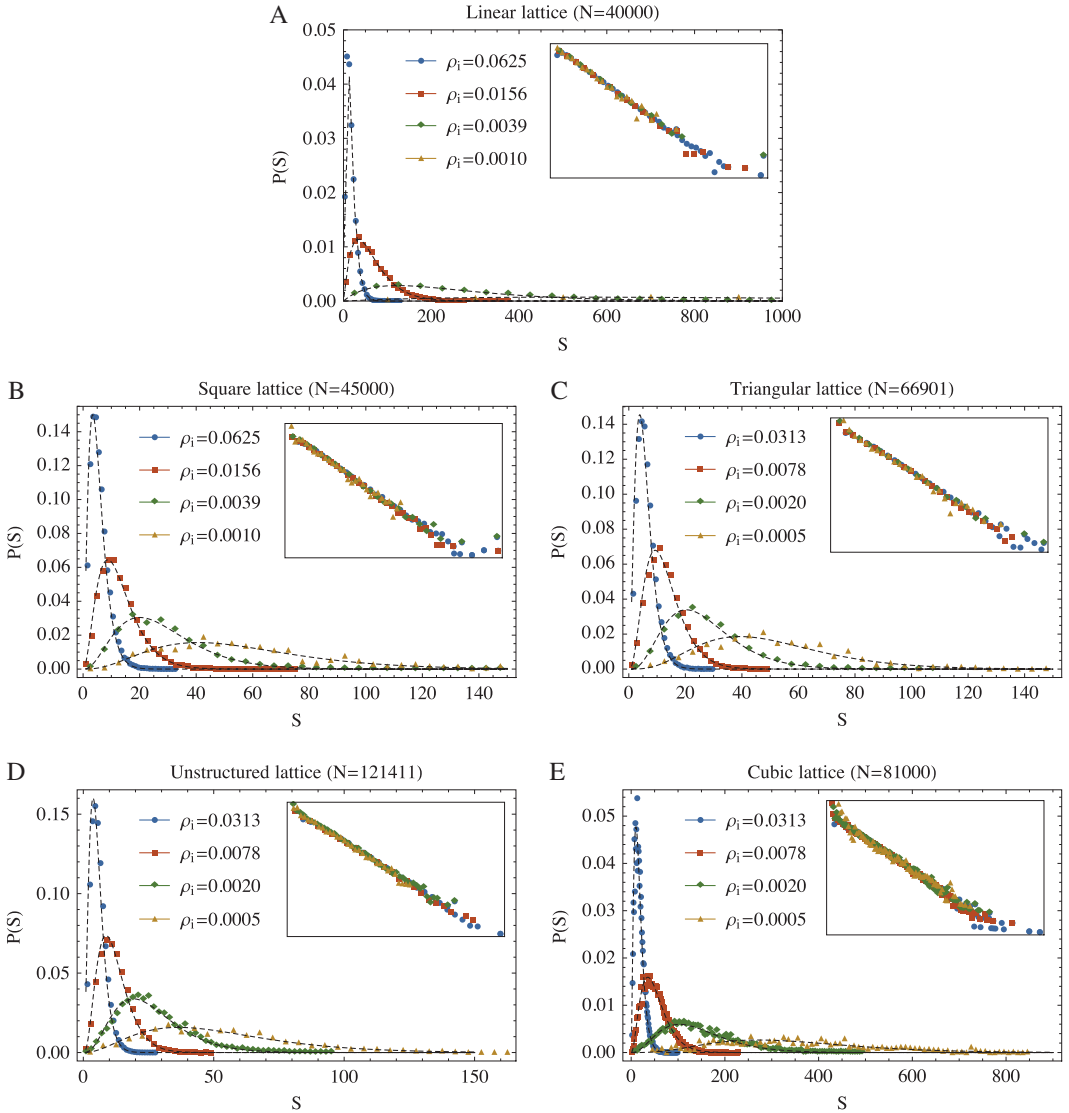 A
Linear lattice (N=40000)
P(S)
0.05
0.04
0.03
0.02
0.01
0.00
ρi=0.0625
ρi=0.0156
ρi=0.0039
ρi=0.0010
0 200 400 600 800 1000
S
B
Square lattice (N=45000)
P(S)
0.14
0.12
0.10
0.08
0.06
0.04
0.02
0.00
ρi=0.0625
ρi=0.0156
ρi=0.0039
ρi=0.0010
0 20 40 60 80 100 120 140
S
C
Triangular lattice (N=66901)
P(S)
0.14
0.12
0.10
0.08
0.06
0.04
0.02
0.00
ρi=0.0313
ρi=0.0078
ρi=0.0020
ρi=0.0005
0 20 40 60 80 100 120 140
S
D
Unstructured lattice (N=121411)
P(S)
0.15
0.10
0.05
0.00
ρi=0.0313
ρi=0.0078
ρi=0.0020
ρi=0.0005
0 50 100 150
S
E
Cubic lattice (N=81000)
P(S)
0.05
0.04
0.03
0.02
0.01
0.00
ρi=0.0313
ρi=0.0078
ρi=0.0020
ρi=0.0005
0 200 400 600 800
S